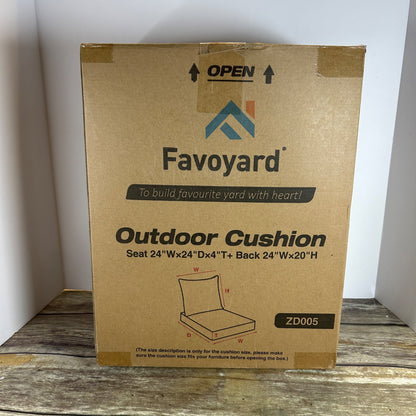 OPEN
Favoyard®
To build favourite yard with heart!
Outdoor Cushion
Seat 24"W×24"D×4"T+ Back 24"W×20"H
W
H
D
T
W
ZD005
(The size description is only for the cushion size, please make
sure the cushion size fits your furniture before opening the box.)